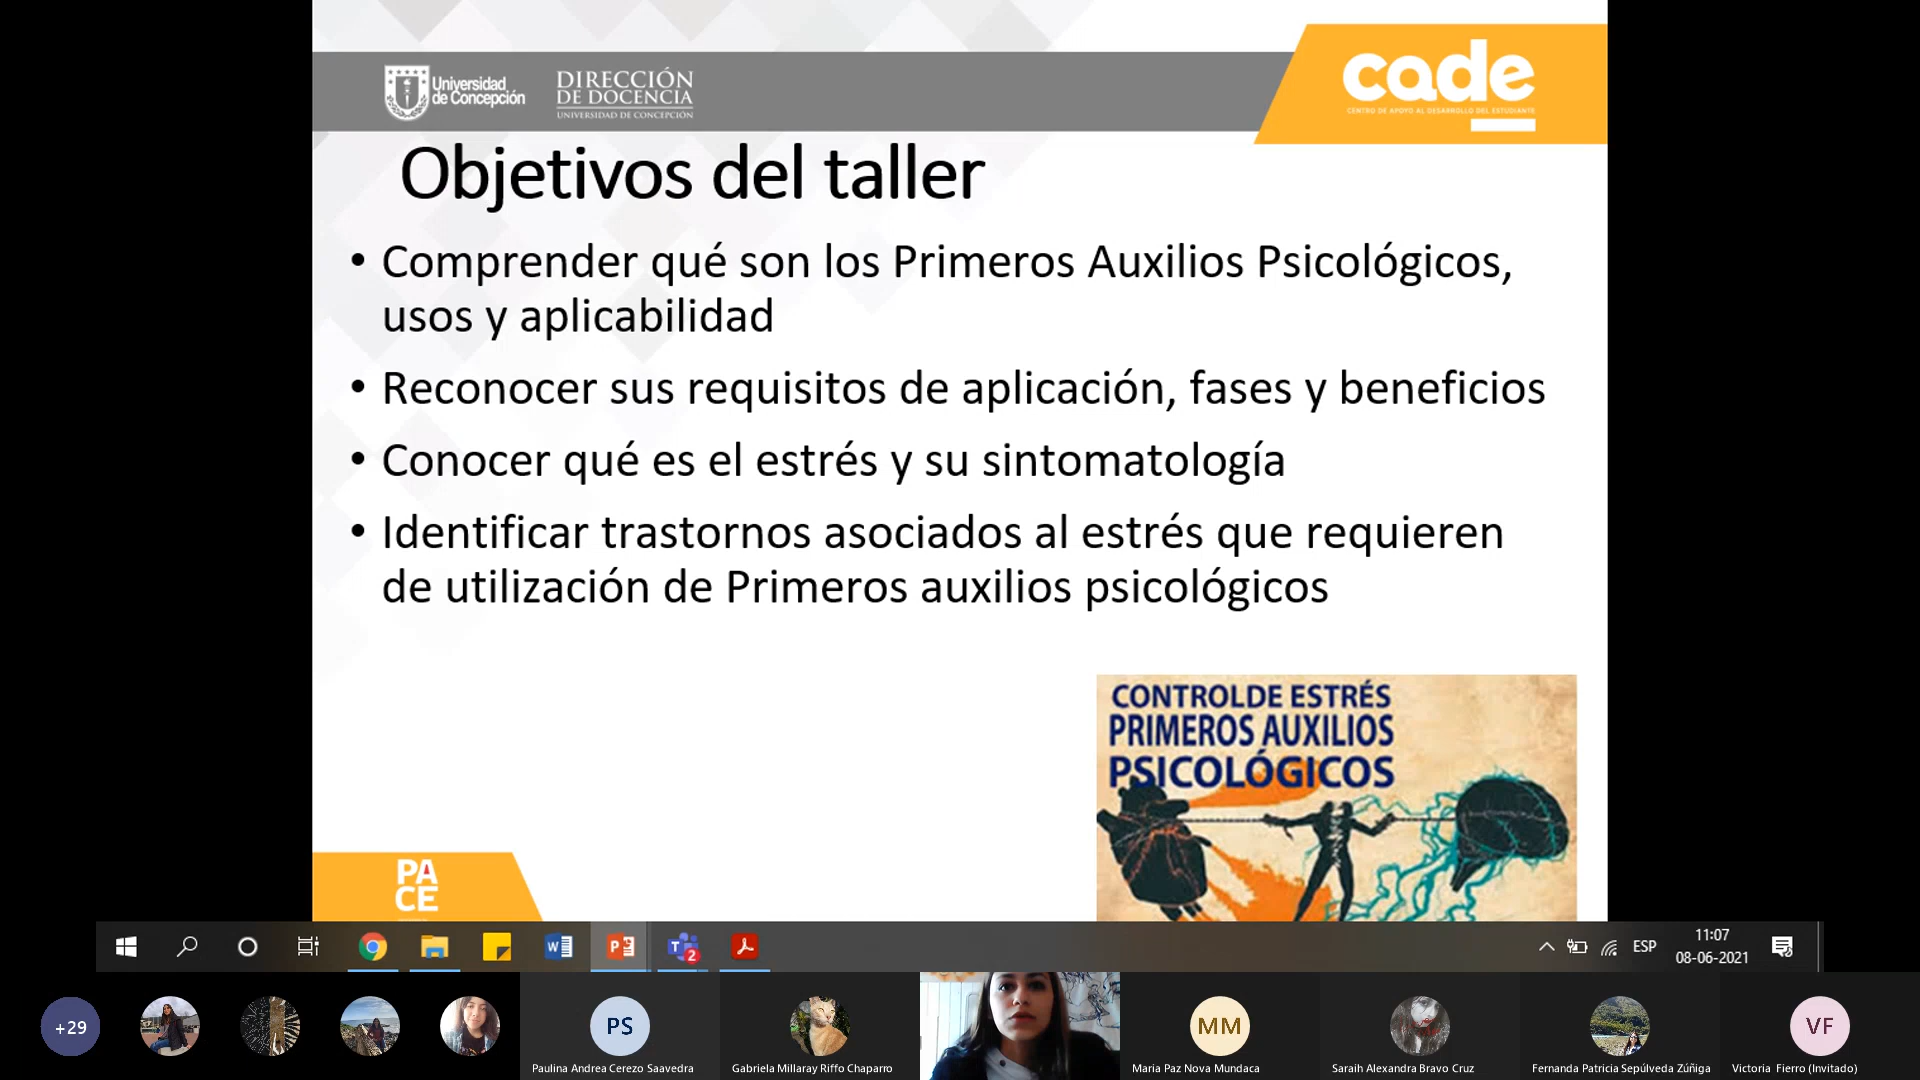 Universidad
de Concepción
DIRECCIÓN
DE DOCENCIA
UNIVERSIDAD DE CONCEPCIÓN
cade
CENTRO DE APOYO AL DESARROLLO DEL ESTUDIANTE
Objetivos del taller
• Comprender qué son los Primeros Auxilios Psicológicos,
usos y aplicabilidad
• Reconocer sus requisitos de aplicación, fases y beneficios
• Conocer qué es el estrés y su sintomatología
• Identificar trastornos asociados al estrés que requieren
de utilización de Primeros auxilios psicológicos
CONTROLDE ESTRÉS
PRIMEROS AUXILIOS
PSICOLÓGICOS
PA
CE
2
ESP
11:07
08-06-2021
+29
PS
MM
VF
Paulina Andrea Cerezo Saavedra
Gabriela Millaray Riffo Chaparro
Maria Paz Nova Mundaca
Saraih Alexandra Bravo Cruz
Fernanda Patricia Sepúlveda Zúñiga
Victoria Fierro (Invitado)